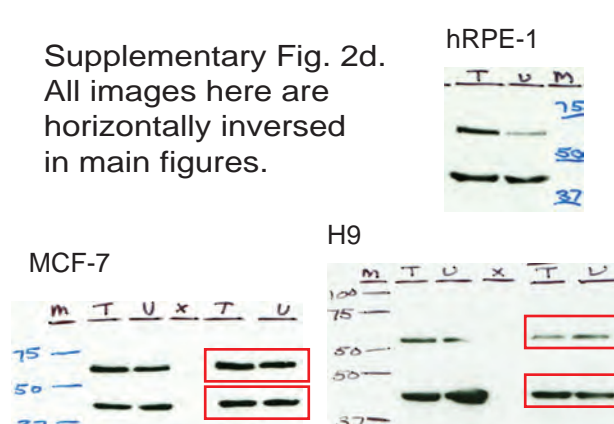 Supplementary Fig. 2d.
All images here are
horizontally inversed
in main figures.
hRPE-1
T U M
75
50
37
MCF-7
m T U X T U
75
50
37
H9
m T U X T U
100
75
50
50
37